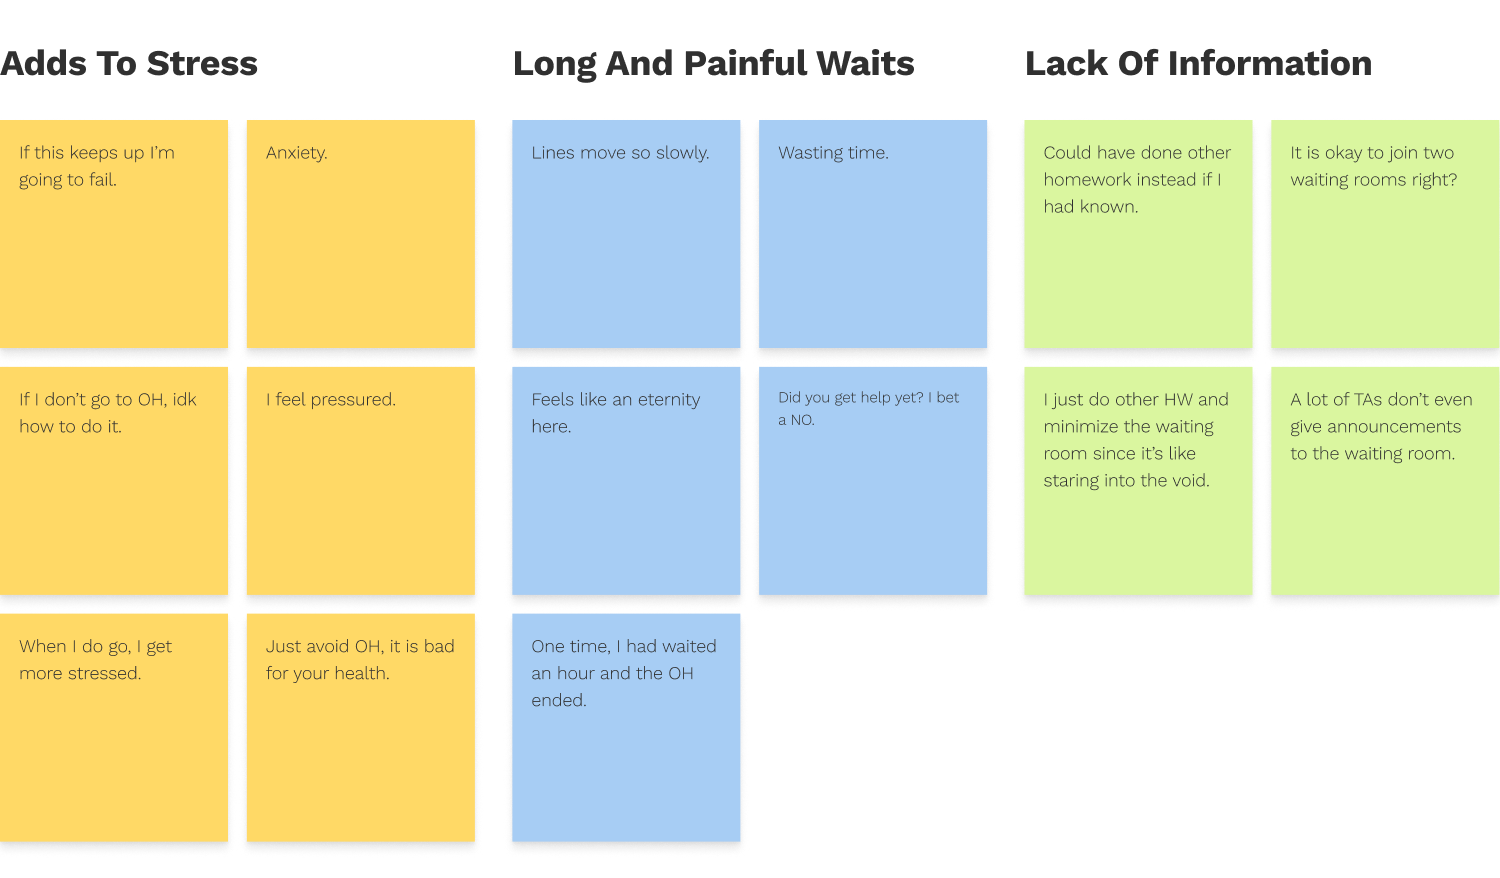 Adds To Stress
If this keeps up I’m
going to fail.
Anxiety.
If I don’t go to OH, idk
how to do it.
I feel pressured.
When I do go, I get
more stressed.
Just avoid OH, it is bad
for your health.
Long And Painful Waits
Lines move so slowly.
Wasting time.
Feels like an eternity
here.
Did you get help yet? I bet
a NO.
One time, I had waited
an hour and the OH
ended.
Lack Of Information
Could have done other
homework instead if I
had known.
It is okay to join two
waiting rooms right?
I just do other HW and
minimize the waiting
room since it’s like
staring into the void.
A lot of TAs don’t even
give announcements
to the waiting room.